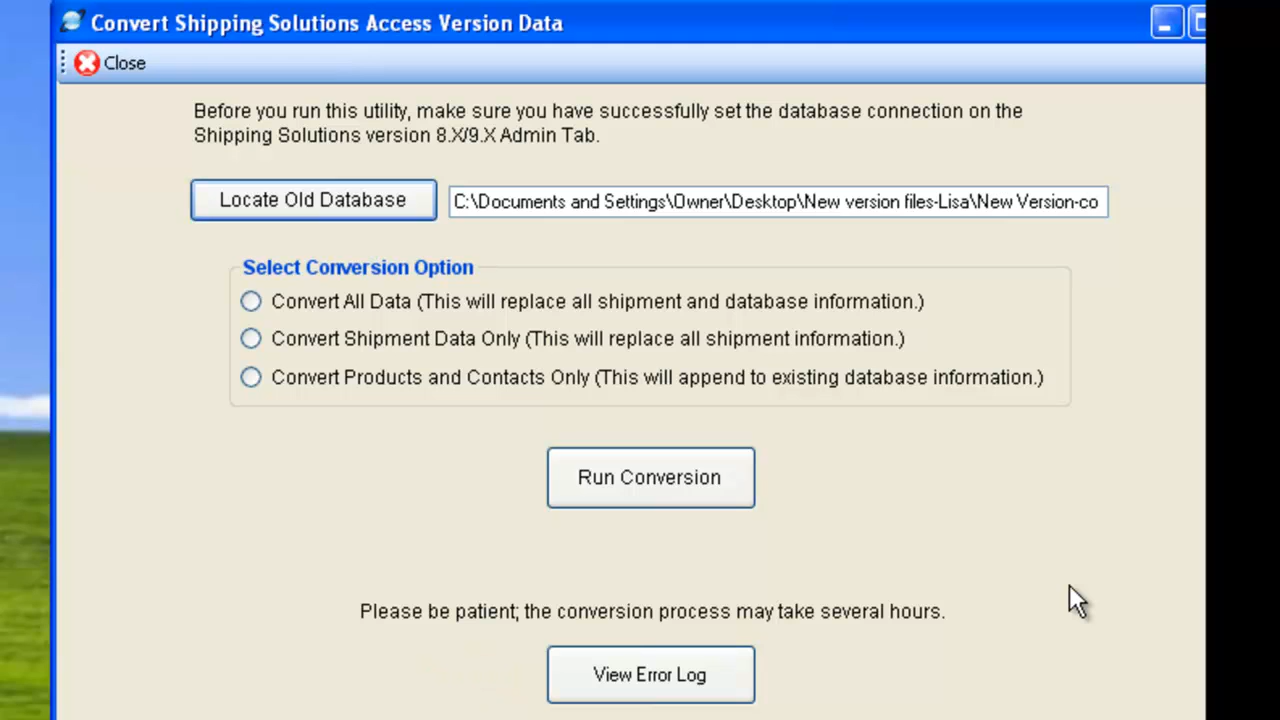 Convert Shipping Solutions Access Version Data
Close
Before you run this utility, make sure you have successfully set the database connection on the
Shipping Solutions version 8.X/9.X Admin Tab.
Locate Old Database
C:\Documents and Settings\Owner\Desktop\New version files-Lisa\New Version-co
Select Conversion Option
Convert All Data (This will replace all shipment and database information.)
Convert Shipment Data Only (This will replace all shipment information.)
Convert Products and Contacts Only (This will append to existing database information.)
Run Conversion
Please be patient; the conversion process may take several hours.
View Error Log